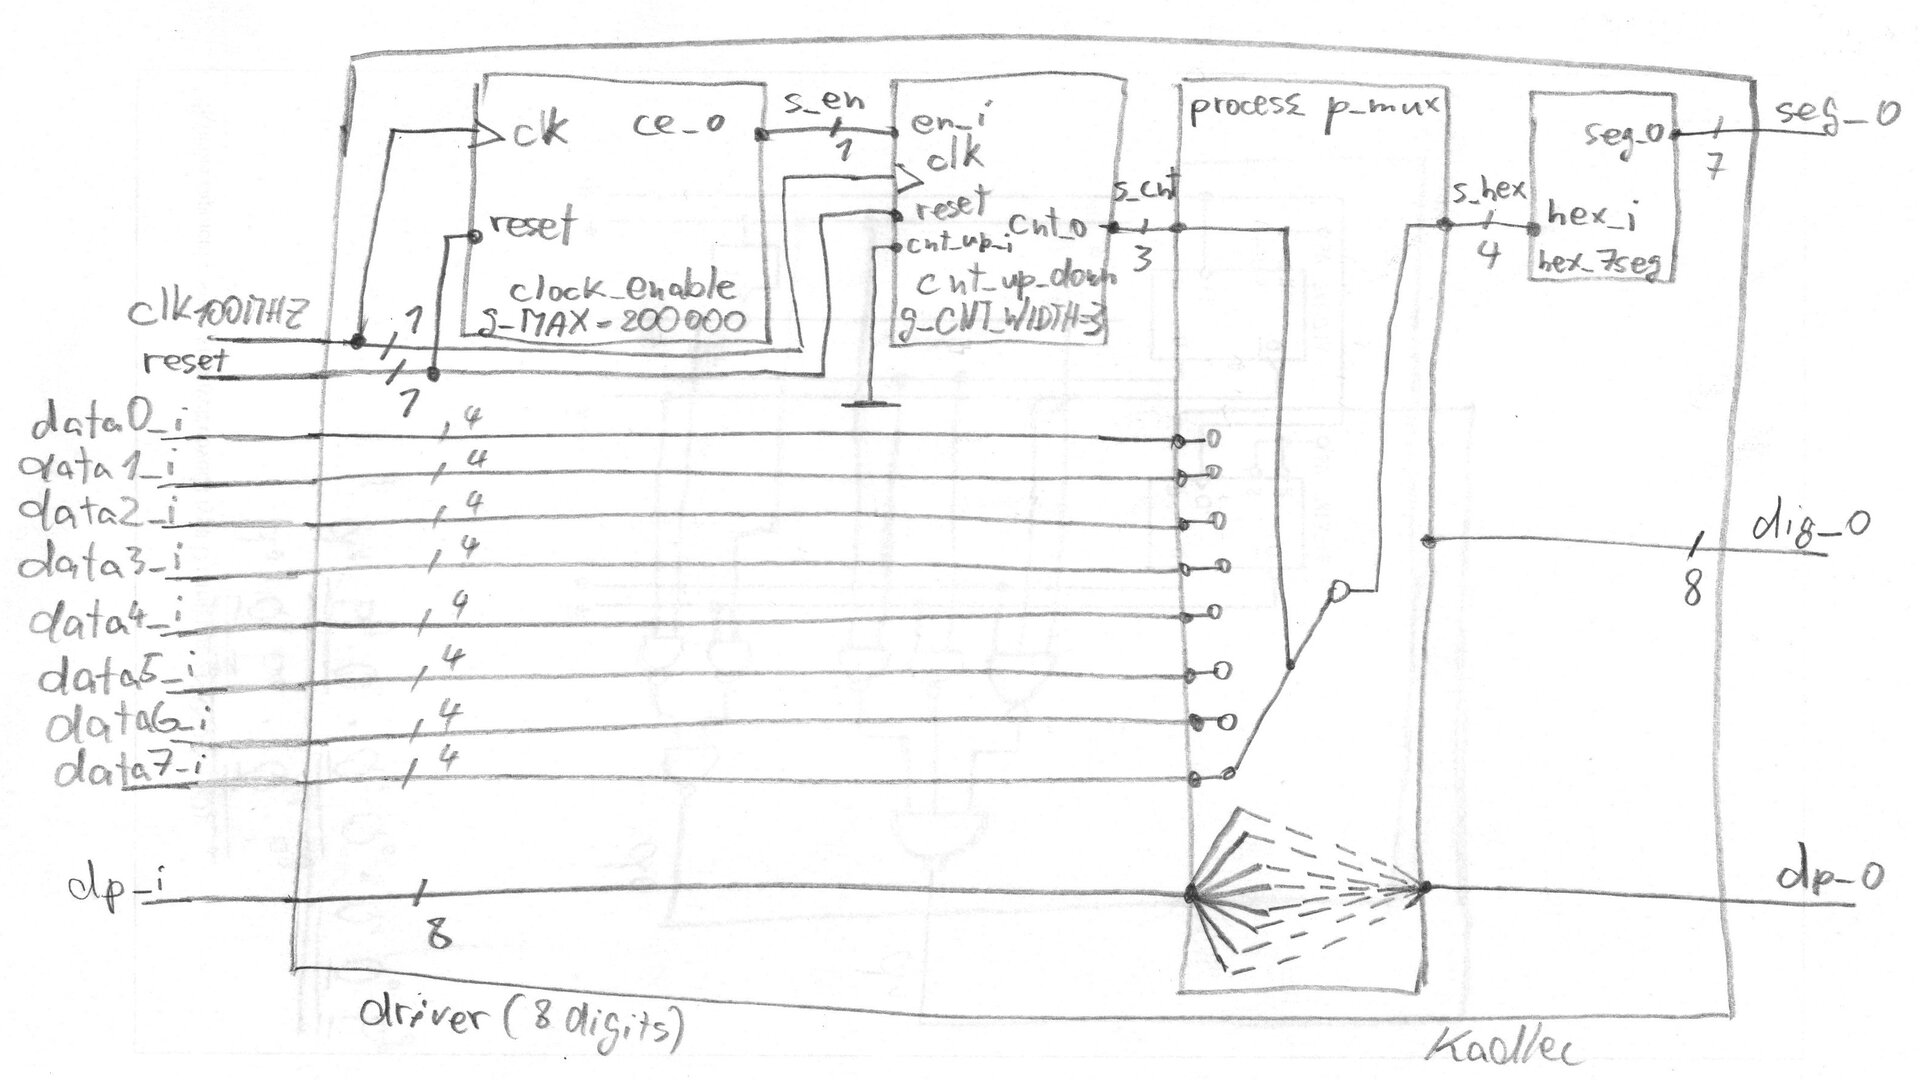 clk
ce_o
reset
clock_enable
g_MAX=200000
s_en
1
en_i
clk
reset
cnt_up_i
cnt_o
cnt_up_down
g_CNT_WIDTH=3
s_cnt
3
process p_mux
s_hex
4
seg_o
hex_i
hex_7seg
seg_o
7
clk100MHz
1
reset
1
data0_i
4
data1_i
4
data2_i
4
data3_i
4
data4_i
4
data5_i
4
data6_i
4
data7_i
4
dig_o
8
dp_i
8
dp_o
driver (8 digits)
Kadlec